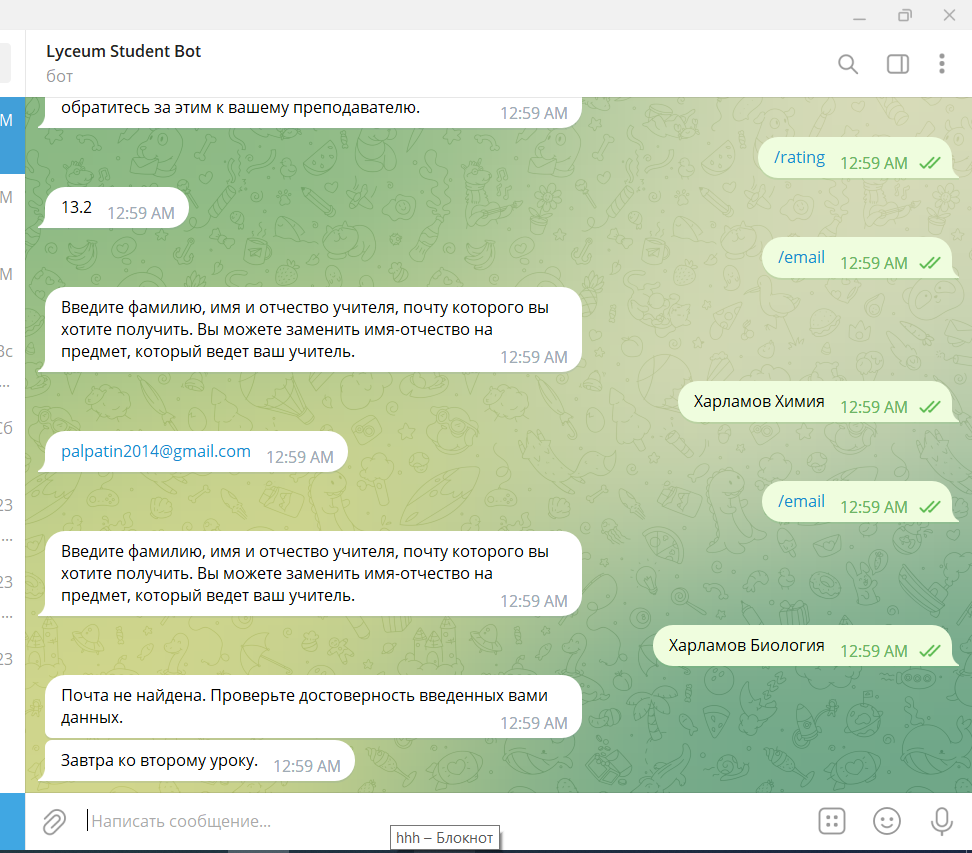 Lyceum Student Bot
бот
обратитесь за этим к вашему преподавателю.
12:59 AM
/rating 12:59 AM
13.2 12:59 AM
/email 12:59 AM
Введите фамилию, имя и отчество учителя, почту которого вы
хотите получить. Вы можете заменить имя-отчество на
предмет, который ведет ваш учитель.
12:59 AM
Харламов Химия 12:59 AM
palpatin2014@gmail.com 12:59 AM
/email 12:59 AM
Введите фамилию, имя и отчество учителя, почту которого вы
хотите получить. Вы можете заменить имя-отчество на
предмет, который ведет ваш учитель.
12:59 AM
Харламов Биология 12:59 AM
Почта не найдена. Проверьте достоверность введенных вами
данных.
12:59 AM
Завтра ко второму уроку. 12:59 AM
Написать сообщение...
hhh – Блокнот
M
M
M
23
23
23